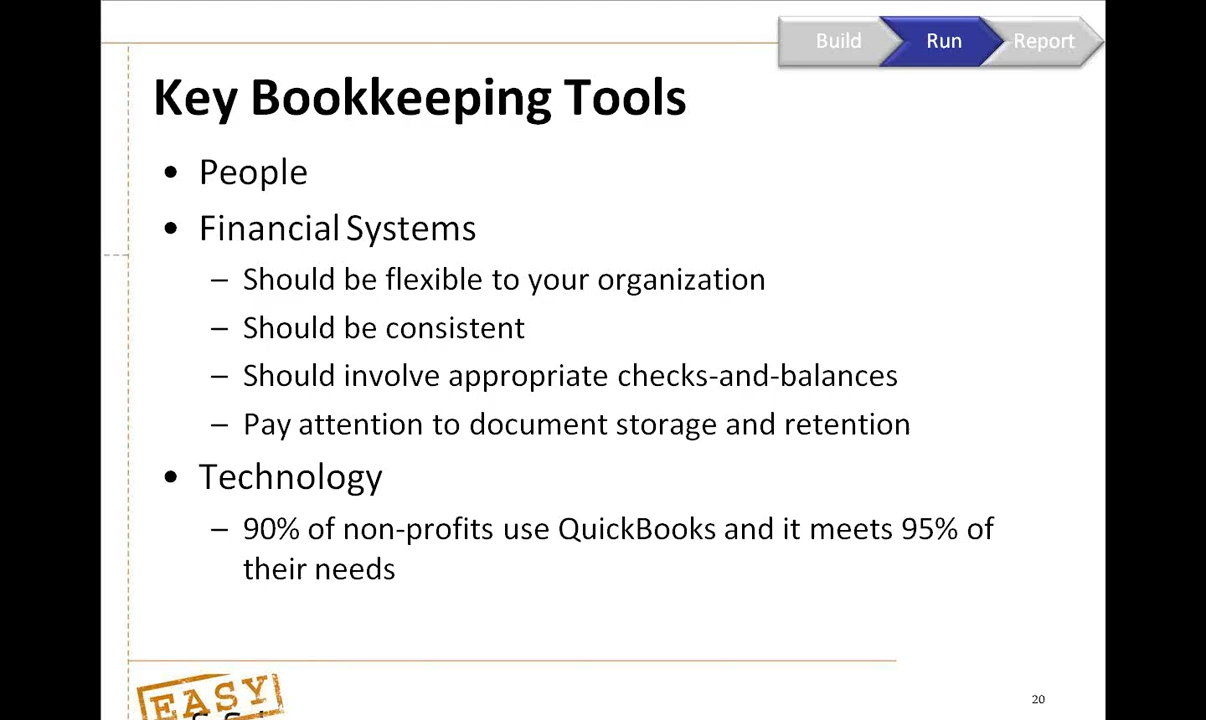 Build Run Report
Key Bookkeeping Tools
• People
• Financial Systems
– Should be flexible to your organization
– Should be consistent
– Should involve appropriate checks-and-balances
– Pay attention to document storage and retention
• Technology
– 90% of non-profits use QuickBooks and it meets 95% of
their needs
EASY
20